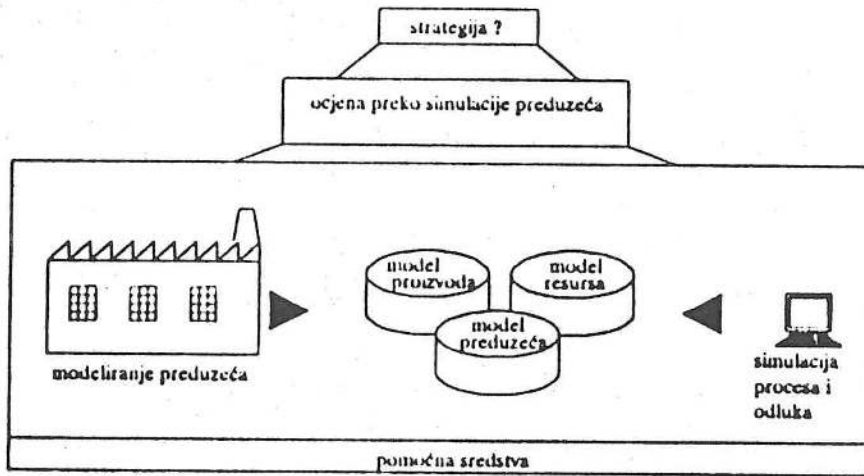 strategija ?
ocjena preko simulacije preduzeća
model
proizvoda
model
resursa
model
preduzeća
modeliranje preduzeća
simulacija
procesa i
odluka
pomoćna sredstva